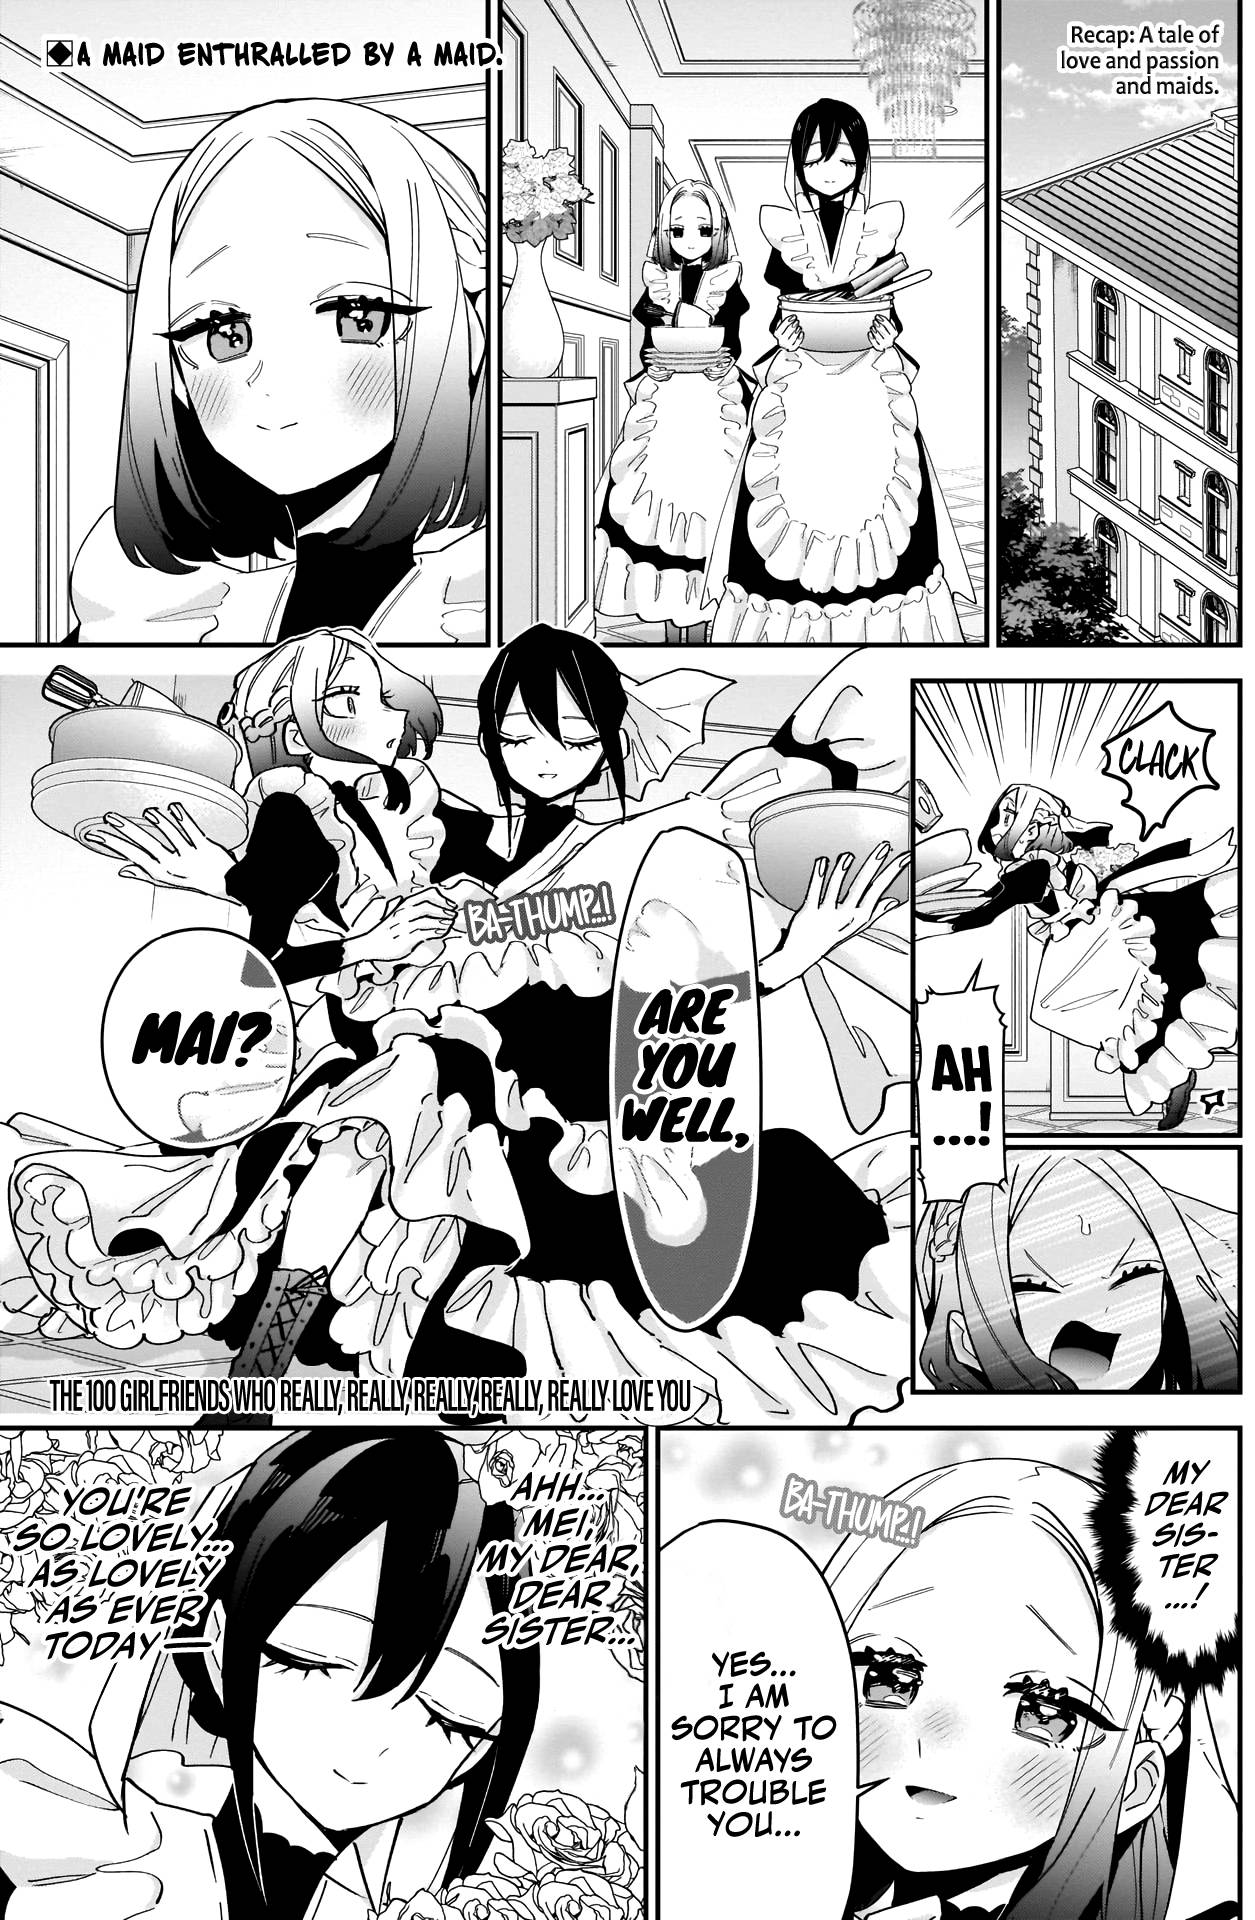 Recap: A tale of
love and passion
and maids.
A MAID ENTHRALLED BY A MAID.
CLACK
AH
....!
ARE
YOU
WELL,
BA-THUMP..!
MAI?
THE 100 GIRLFRIENDS WHO REALLY, REALLY, REALLY, REALLY, REALLY LOVE YOU
MY
DEAR
SIS-
TER
....!
BA-THUMP..!
YES...
I AM
SORRY TO
ALWAYS
TROUBLE
YOU...
AHH...
MEI,
MY DEAR,
DEAR
SISTER...
YOU'RE
SO LOVELY...
AS LOVELY
AS EVER
TODAY—